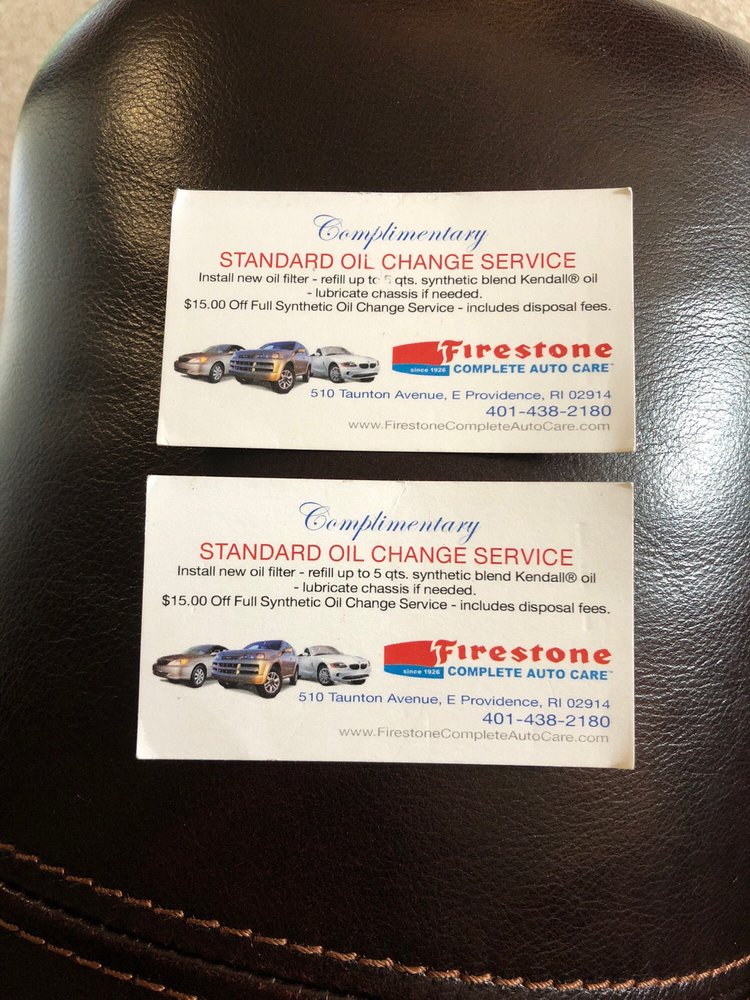 Complimentary
STANDARD OIL CHANGE SERVICE
Install new oil filter - refill up to 5 qts. synthetic blend Kendall® oil
- lubricate chassis if needed.
$15.00 Off Full Synthetic Oil Change Service - includes disposal fees.
Firestone
since 1926 COMPLETE AUTO CARE™
510 Taunton Avenue, E Providence, RI 02914
401-438-2180
www.FirestoneCompleteAutoCare.com
Complimentary
STANDARD OIL CHANGE SERVICE
Install new oil filter - refill up to 5 qts. synthetic blend Kendall® oil
- lubricate chassis if needed.
$15.00 Off Full Synthetic Oil Change Service - includes disposal fees.
Firestone
since 1926 COMPLETE AUTO CARE™
510 Taunton Avenue, E Providence, RI 02914
401-438-2180
www.FirestoneCompleteAutoCare.com